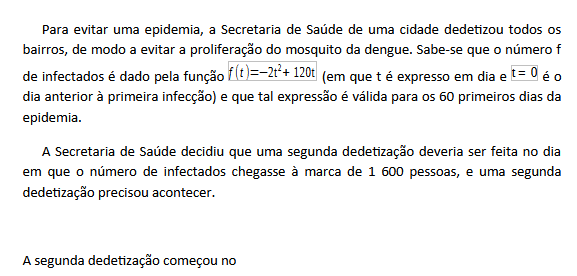 Para evitar uma epidemia, a Secretaria de Saúde de uma cidade dedetizou todos os
bairros, de modo a evitar a proliferação do mosquito da dengue. Sabe-se que o número f
de infectados é dado pela função f(t)=−2t²+ 120t (em que t é expresso em dia e t = 0 é o
dia anterior à primeira infecção) e que tal expressão é válida para os 60 primeiros dias da
epidemia.
A Secretaria de Saúde decidiu que uma segunda dedetização deveria ser feita no dia
em que o número de infectados chegasse à marca de 1 600 pessoas, e uma segunda
dedetização precisou acontecer.
A segunda dedetização começou no